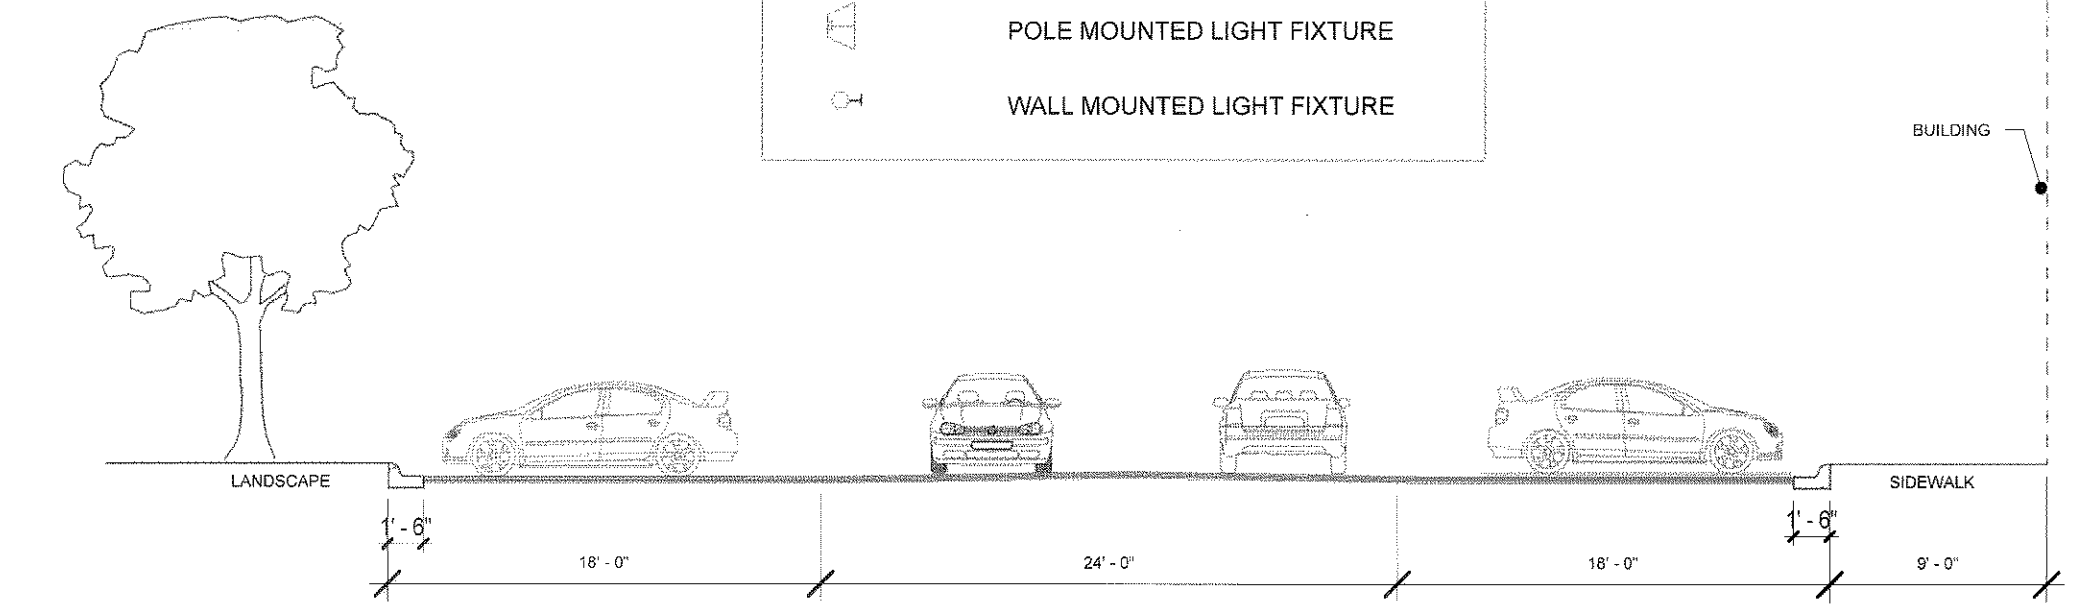 POLE MOUNTED LIGHT FIXTURE
WALL MOUNTED LIGHT FIXTURE
BUILDING
LANDSCAPE
SIDEWALK
1' - 6"
1' - 6"
18' - 0"
24' - 0"
18' - 0"
9' - 0"